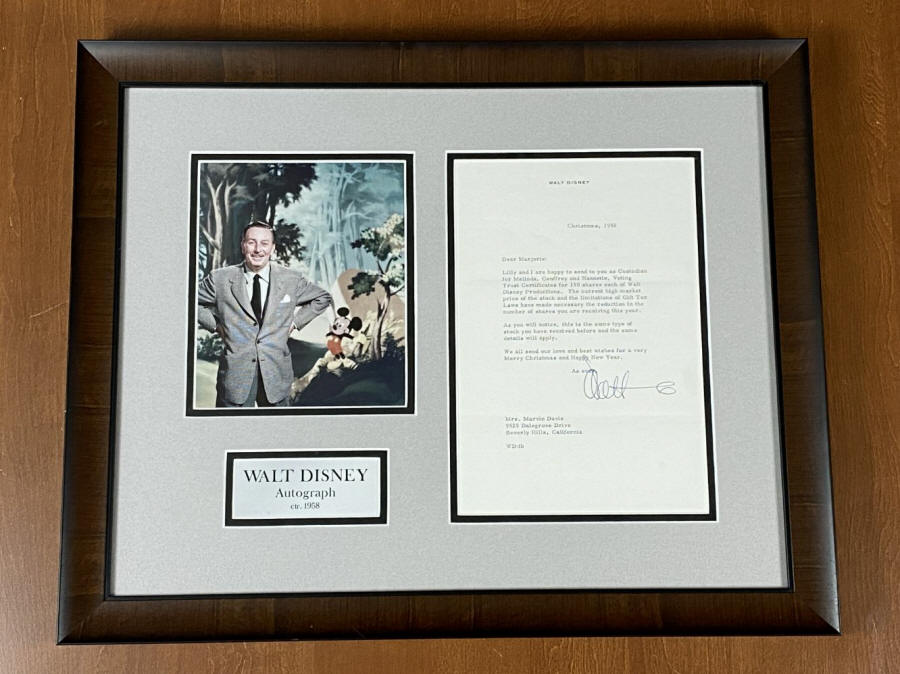 WALT DISNEY
Christmas, 1958
Dear Marjorie:
Lilly and I are happy to send to you as Custodian
for Melinda, Geoffrey and Nannette, Voting
Trust Certificates for 150 shares each of Walt
Disney Productions. The current high market
price of the stock and the limitations of Gift Tax
Laws have made necessary the reduction in the
number of shares you are receiving this year.
As you will notice, this is the same type of
stock you have received before and the same
details will apply.
We all send our love and best wishes for a very
Merry Christmas and Happy New Year.
As ever,
Walt
Mrs. Marvin Davis
Drive
Beverly Hills, California
WD:
WALT DISNEY
Autograph
ctr. 1958